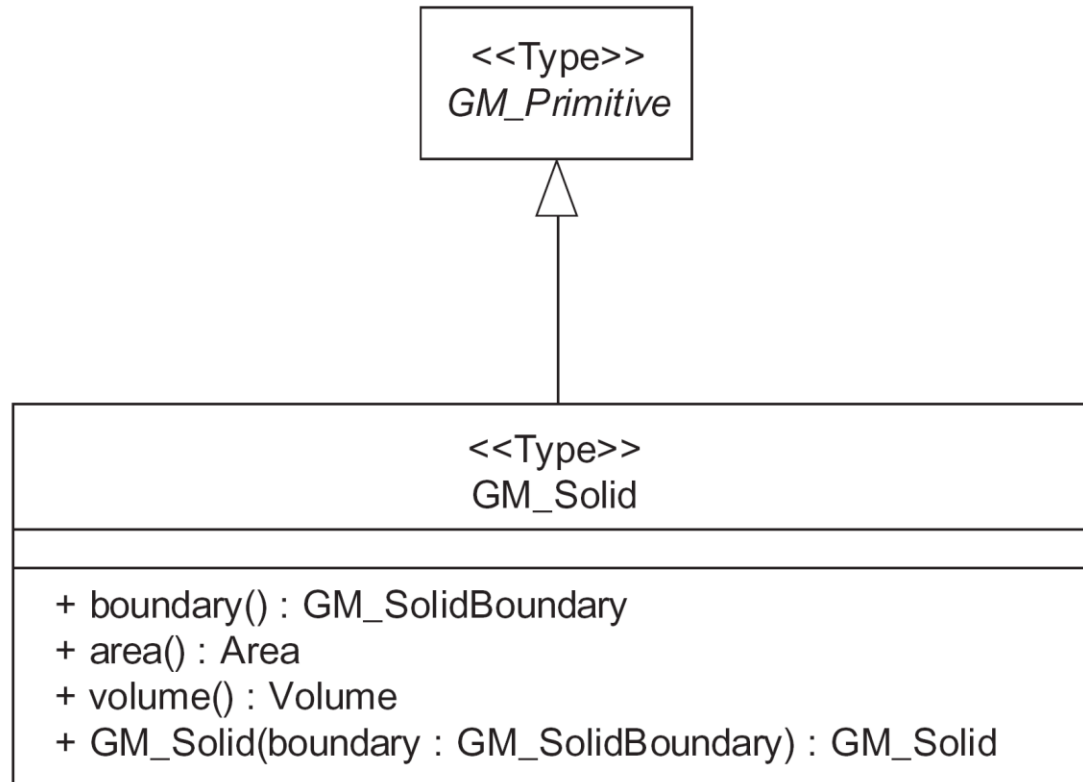 <<Type>>
GM_Primitive
<<Type>>
GM_Solid
+ boundary() : GM_SolidBoundary
+ area() : Area
+ volume() : Volume
+ GM_Solid(boundary : GM_SolidBoundary) : GM_Solid